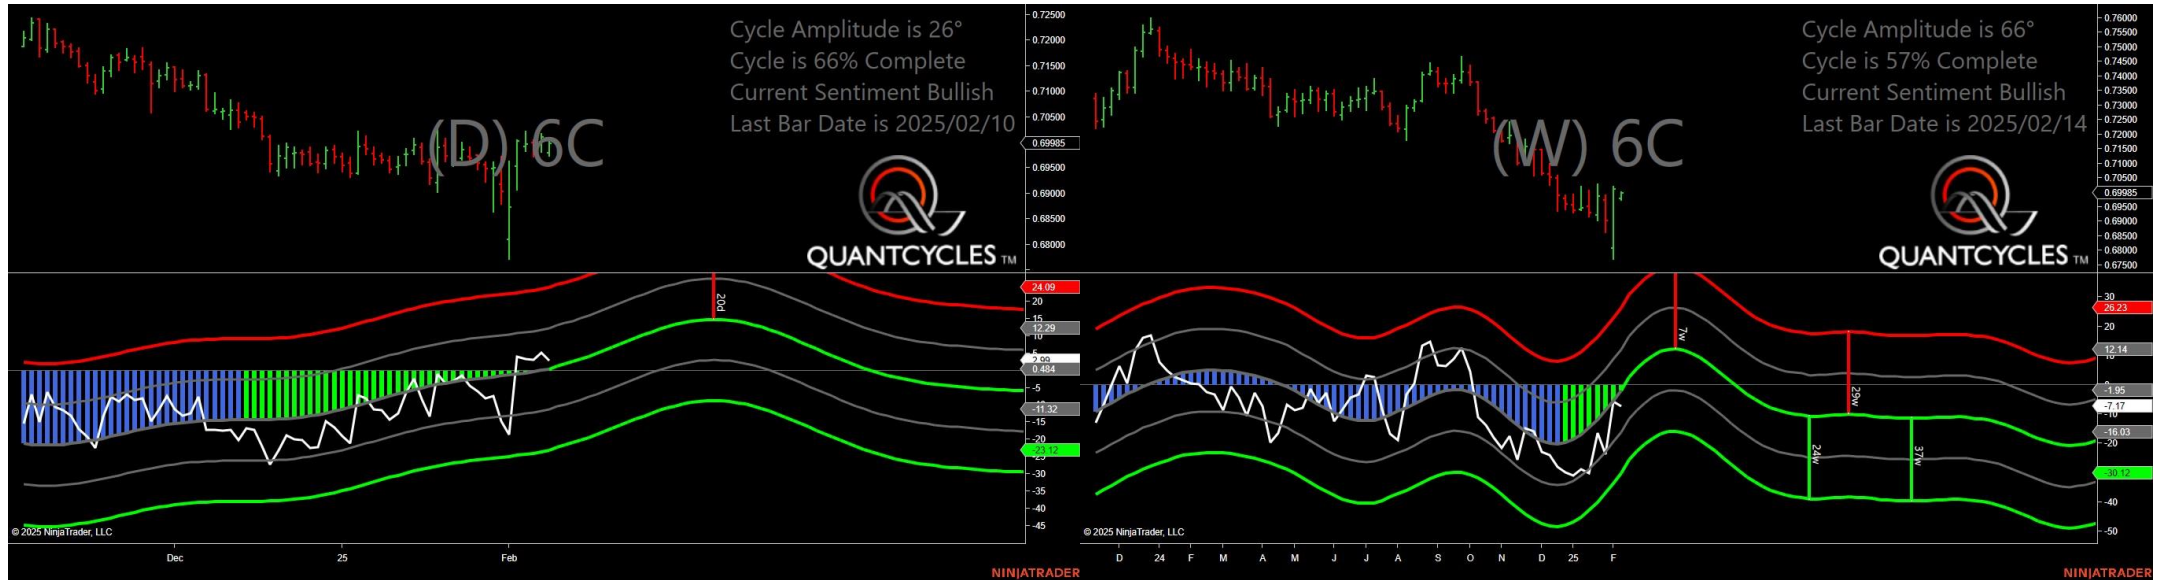 Cycle Amplitude is 26°
Cycle is 66% Complete
Current Sentiment Bullish
Last Bar Date is 2025/02/10
(D) 6C
QUANTCYCLES TM
0.72500
0.72000
0.71500
0.71000
0.70500
0.69985
0.69500
0.69000
0.68500
0.68000
20d
24.09
20
15
12.29
10
2.99
0.484
-5
-11.32
-15
-20
-23.12
-25
-30
-35
-40
-45
© 2025 NinjaTrader, LLC
Dec
25
Feb
NINJATRADER
Cycle Amplitude is 66°
Cycle is 57% Complete
Current Sentiment Bullish
Last Bar Date is 2025/02/14
(W) 6C
QUANTCYCLES TM
0.76000
0.75500
0.75000
0.74500
0.74000
0.73500
0.73000
0.72500
0.72000
0.71500
0.71000
0.70500
0.69985
0.69500
0.69000
0.68500
0.68000
0.67500
7w
29w
24w
37w
30
26.23
20
12.14
10
-1.95
-7.17
-10
-16.03
-20
-30.12
-40
-50
© 2025 NinjaTrader, LLC
D 24 F M A M J J A S O N D 25 F
NINJATRADER